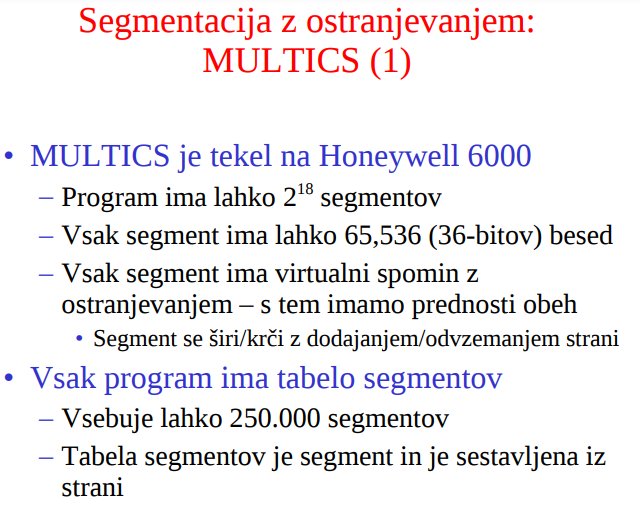 Segmentacija z ostranjevanjem:
MULTICS (1)
• MULTICS je tekel na Honeywell 6000
– Program ima lahko 2^18 segmentov
– Vsak segment ima lahko 65,536 (36-bitov) besed
– Vsak segment ima virtualni spomin z
ostranjevanjem – s tem imamo prednosti obeh
• Segment se širi/krči z dodajanjem/odvzemanjem strani
• Vsak program ima tabelo segmentov
– Vsebuje lahko 250.000 segmentov
– Tabela segmentov je segment in je sestavljena iz
strani